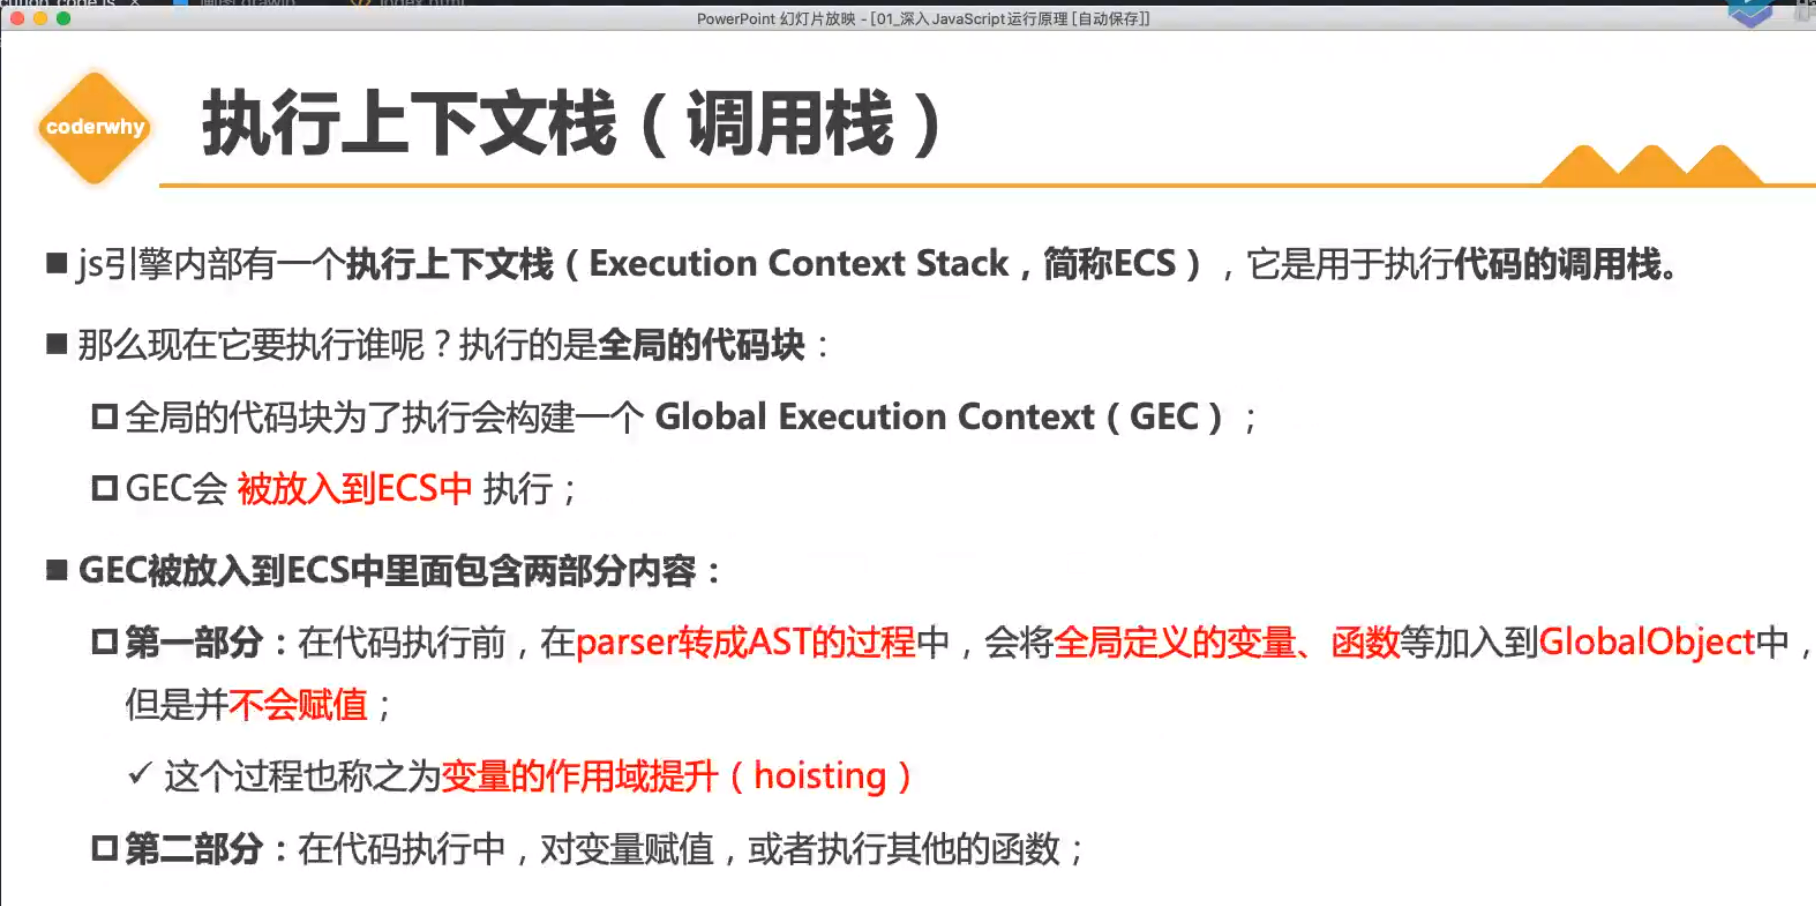 PowerPoint 幻灯片放映 - [01_深入JavaScript运行原理 [自动保存]]
coderwhy
执行上下文栈（调用栈）
js引擎内部有一个执行上下文栈（Execution Context Stack，简称ECS），它是用于执行代码的调用栈。
那么现在它要执行谁呢？执行的是全局的代码块：
全局的代码块为了执行会构建一个 Global Execution Context（GEC）；
GEC会 被放入到ECS中 执行；
GEC被放入到ECS中里面包含两部分内容：
第一部分：在代码执行前，在parser转成AST的过程中，会将全局定义的变量、函数等加入到GlobalObject中，
但是并不会赋值；
✓ 这个过程也称之为变量的作用域提升（hoisting）
第二部分：在代码执行中，对变量赋值，或者执行其他的函数；